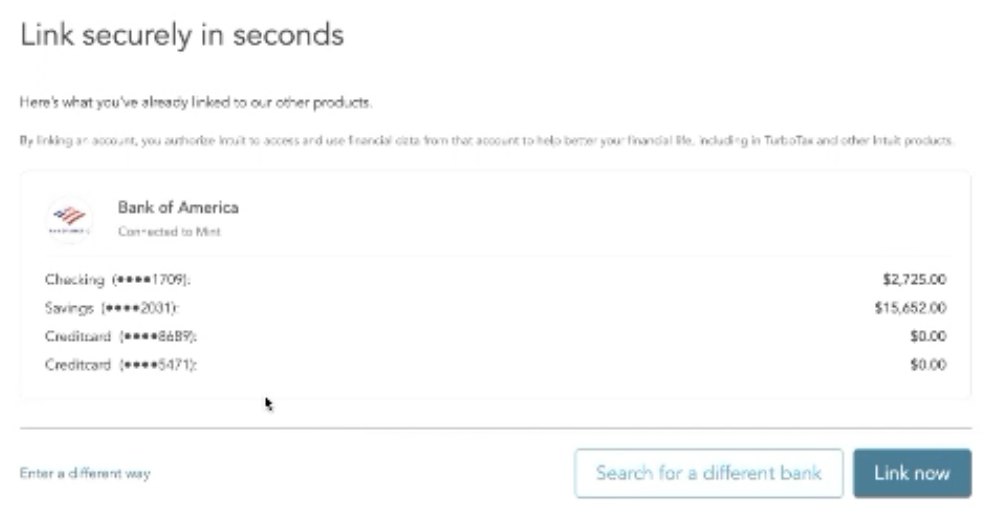 Link securely in seconds
Here's what you've already linked to our other products.
By linking an account, you authorize Intuit to access and use financial data from that account to help better your financial life, including in TurboTax and other Intuit products.
Bank of America
Connected to Mint
Checking (••••1709): $2,725.00
Savings (••••2031): $15,652.00
Creditcard (••••8689): $0.00
Creditcard (••••5471): $0.00
Enter a different way
Search for a different bank
Link now